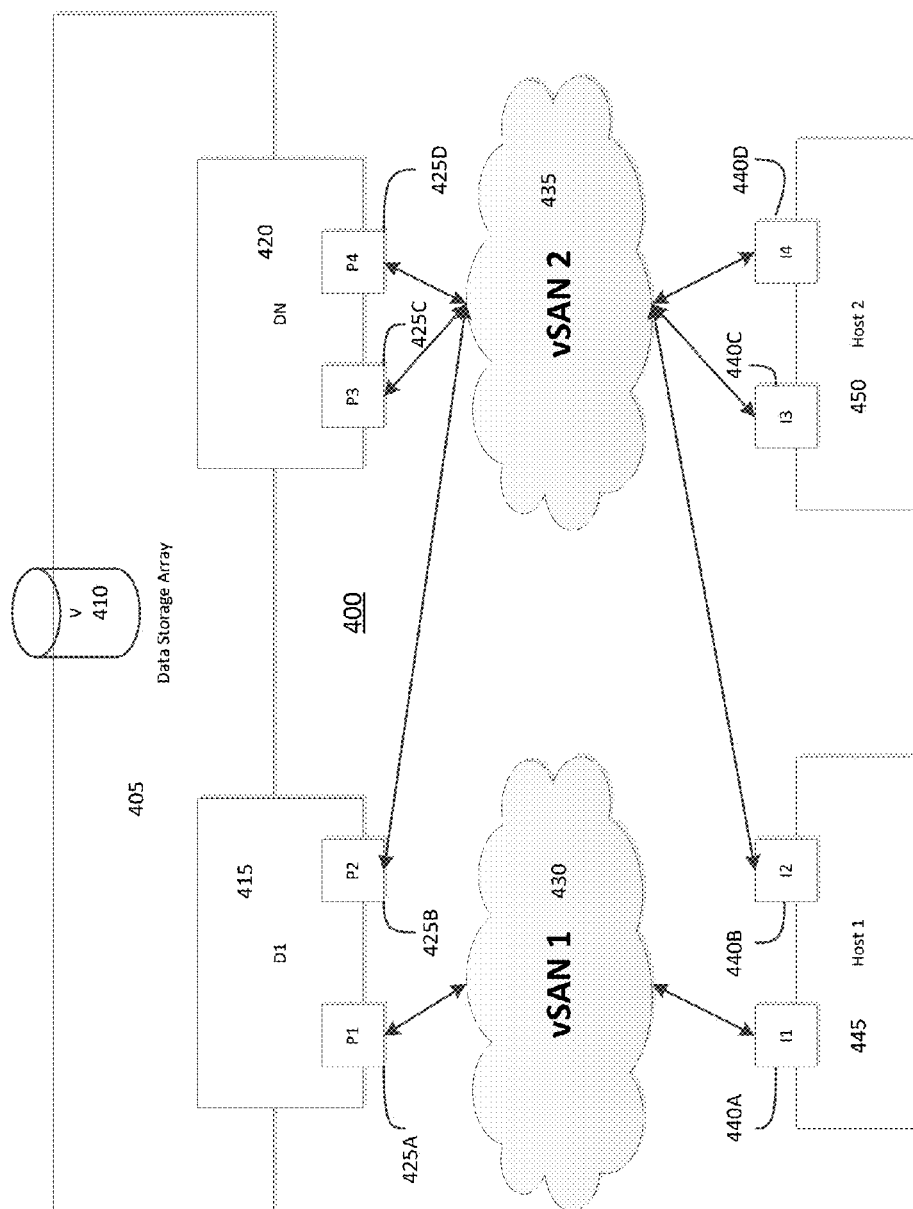 V
410
Data Storage Array
405
400
415
D1
P1
P2
425A
425B
420
DN
P3
P4
425C
425D
vSAN 1
430
vSAN 2
435
440A
I1
440B
I2
Host 1
445
440C
I3
440D
I4
Host 2
450